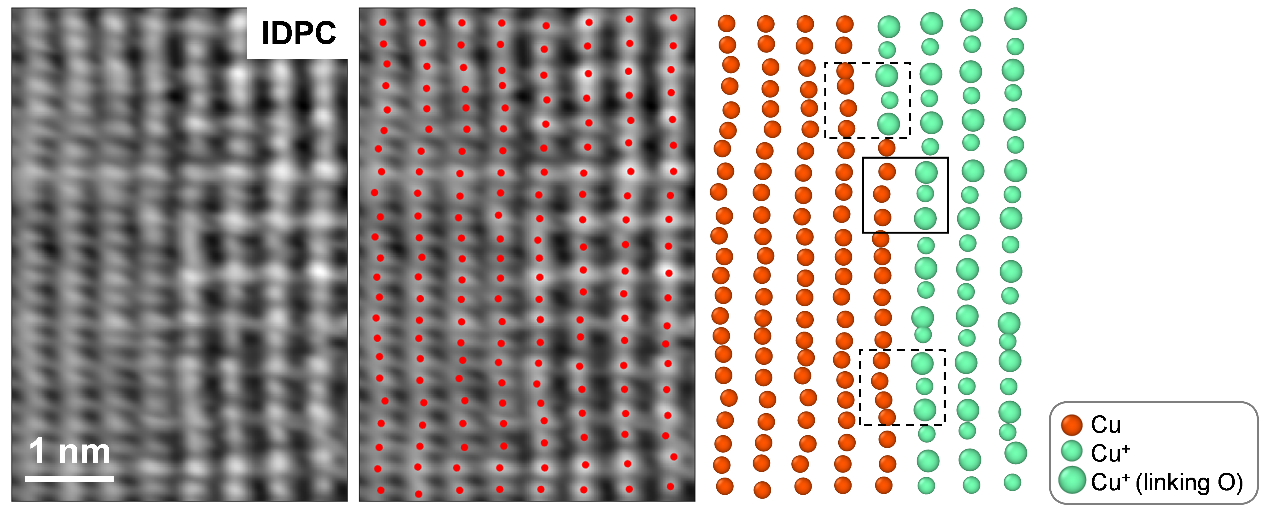 IDPC
1 nm
Cu
Cu⁺
Cu⁺ (linking O)